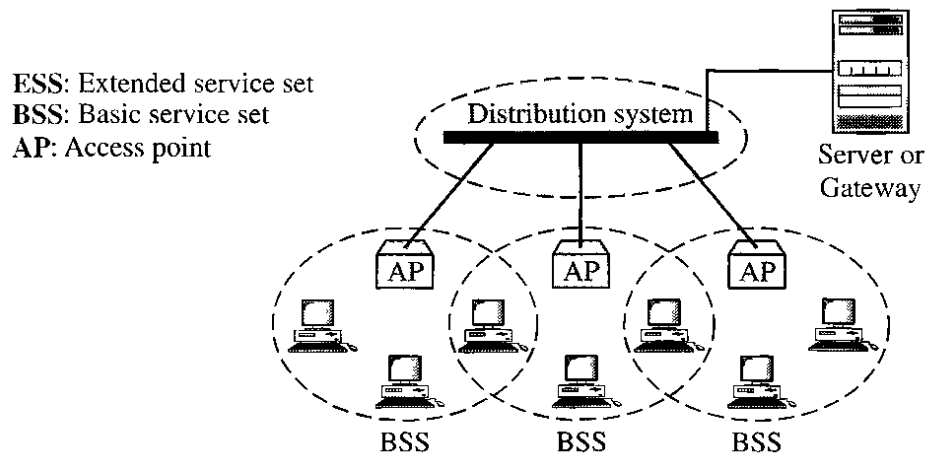 ESS: Extended service set
BSS: Basic service set
AP: Access point
Distribution system
Server or
Gateway
AP
AP
AP
BSS
BSS
BSS